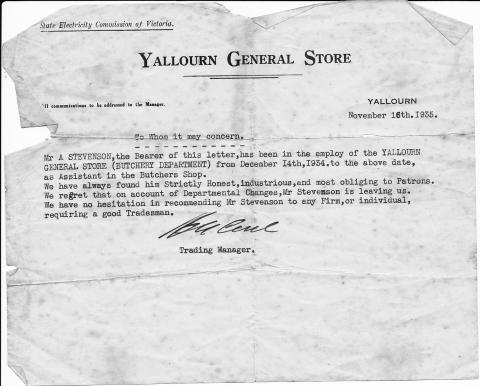 State Electricity Commission of Victoria.
YALLOURN GENERAL STORE
All communications to be addressed to the Manager.
YALLOURN
November 16th.1935.
To Whom it may concern.
Mr A STEVENSON,the Bearer of this letter,has been in the employ of the YALLOURN
GENERAL STORE (BUTCHERY DEPARTMENT) from December 14th,1934.to the above date,
as Assistant in the Butchers Shop.
We have always found him Strictly Honest,industrious,and most obliging to Patrons.
We regret that on account of Departmental Changes,Mr Stevenson is leaving us.
We have no hesitation in recommending Mr Stevenson to any Firm,or individual,
requiring a good Tradesman.
Trading Manager.